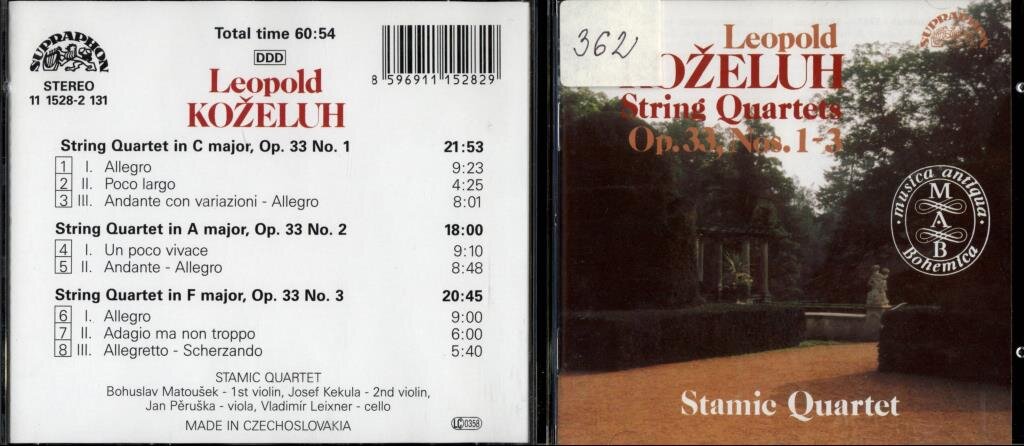 SUPRAPHON
STEREO
11 1528-2 131
Total time 60:54
DDD
8 596911 152829
Leopold
KOŽELUH
String Quartet in C major, Op. 33 No. 1 21:53
1 I. Allegro 9:23
2 II. Poco largo 4:25
3 III. Andante con variazioni - Allegro 8:01
String Quartet in A major, Op. 33 No. 2 18:00
4 I. Un poco vivace 9:10
5 II. Andante - Allegro 8:48
String Quartet in F major, Op. 33 No. 3 20:45
6 I. Allegro 9:00
7 II. Adagio ma non troppo 6:00
8 III. Allegretto - Scherzando 5:40
STAMIC QUARTET
Bohuslav Matoušek - 1st violin, Josef Kekula - 2nd violin,
Jan Pěruška - viola, Vladimír Leixner - cello
MADE IN CZECHOSLOVAKIA
LC 0358
362
SUPRAPHON
Leopold
KOŽELUH
String Quartets
Op. 33, Nos. 1-3
musica antiqua
M
A
B
Bohemica
Stamic Quartet